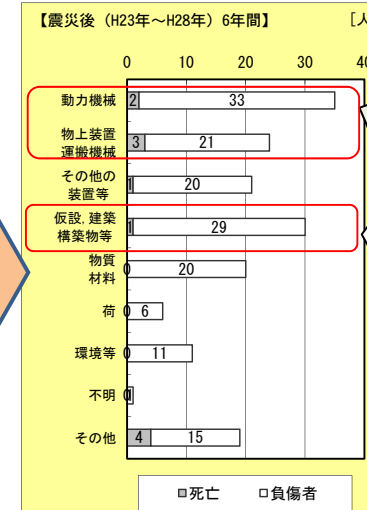 【震災後（H23年～H28年）6年間】
[人
0 10 20 30 40
動力機械 2 33
物上装置
運搬機械 3 21
その他の
装置等 1 20
仮設,建築
構築物等 1 29
物質
材料 0 20
荷 0 6
環境等 0 11
不明 0
その他 4 15
死亡 負傷者